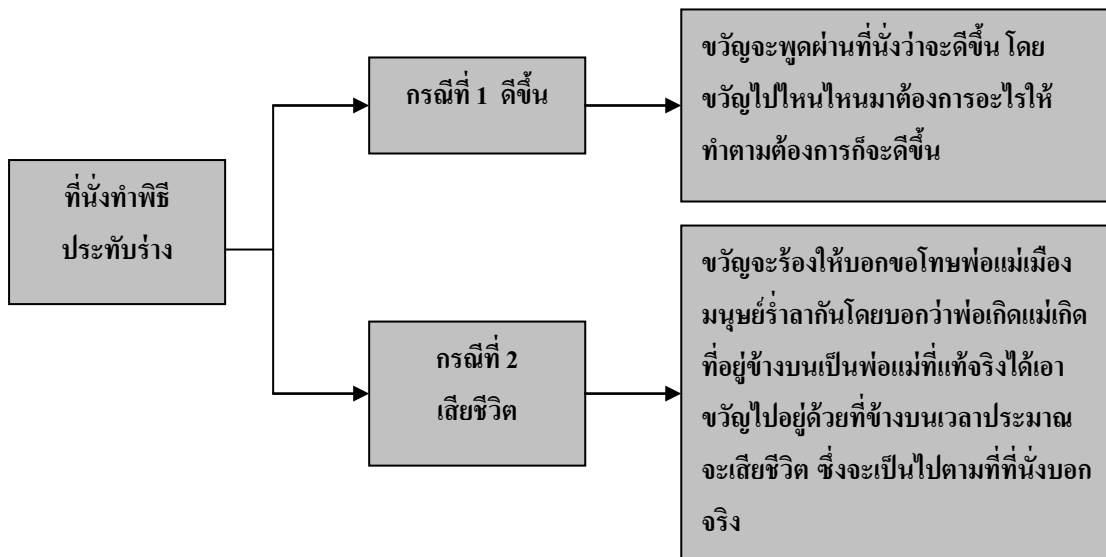 ที่นั่งทำพิธี
ประทับร่าง
กรณีที่ 1 ดีขึ้น
ขวัญจะพูดผ่านที่นั่งว่าจะดีขึ้น โดย
ขวัญไปไหนไหนมาต้องการอะไรให้
ทำตามต้องการก็จะดีขึ้น
กรณีที่ 2
เสียชีวิต
ขวัญจะร้องให้บอกขอโทษพ่อแม่เมือง
มนุษย์ร่ำลากันโดยบอกว่าพ่อเกิดแม่เกิด
ที่อยู่ข้างบนเป็นพ่อแม่ที่แท้จริงได้เอา
ขวัญไปอยู่ด้วยที่ข้างบนเวลาประมาณ
จะเสียชีวิต ซึ่งจะเป็นไปตามที่ที่นั่งบอก
จริง